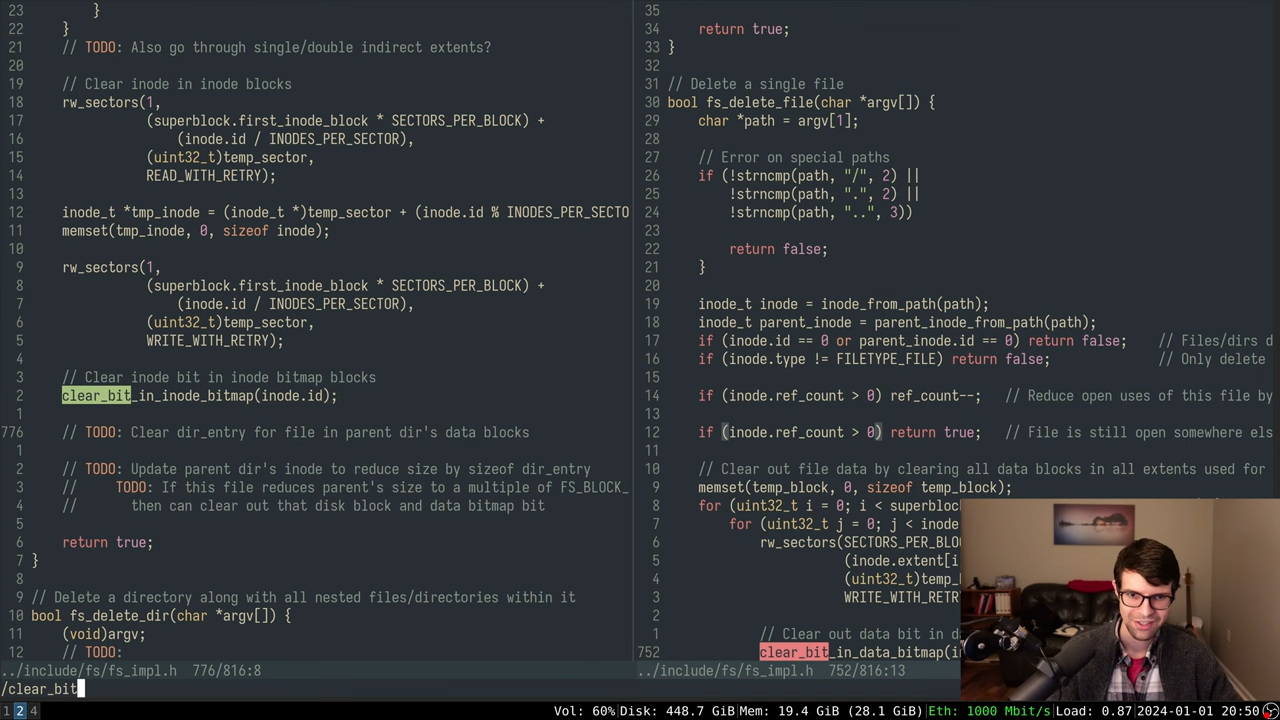 23         }
22     }
21     // TODO: Also go through single/double indirect extents?
20
19     // Clear inode in inode blocks
18     rw_sectors(1,
17                (superblock.first_inode_block * SECTORS_PER_BLOCK) +
16                    (inode.id / INODES_PER_SECTOR),
15                (uint32_t)temp_sector,
14                READ_WITH_RETRY);
13
12     inode_t *tmp_inode = (inode_t *)temp_sector + (inode.id % INODES_PER_SECTO
11     memset(tmp_inode, 0, sizeof inode);
10
9     rw_sectors(1,
8                (superblock.first_inode_block * SECTORS_PER_BLOCK) +
7                    (inode.id / INODES_PER_SECTOR),
6                (uint32_t)temp_sector,
5                WRITE_WITH_RETRY);
4
3     // Clear inode bit in inode bitmap blocks
2     clear_bit_in_inode_bitmap(inode.id);
1
776     // TODO: Clear dir_entry for file in parent dir's data blocks
1
2     // TODO: Update parent dir's inode to reduce size by sizeof dir_entry
3     //     TODO: If this file reduces parent's size to a multiple of FS_BLOCK_
4     //       then can clear out that disk block and data bitmap bit
5
6     return true;
7 }
8
9 // Delete a directory along with all nested files/directories within it
10 bool fs_delete_dir(char *argv[]) {
11     (void)argv;
12     // TODO:
../include/fs/fs_impl.h  776/816:8
35
34     return true;
33 }
32
31 // Delete a single file
30 bool fs_delete_file(char *argv[]) {
29     char *path = argv[1];
28
27     // Error on special paths
26     if (!strncmp(path, "/", 2) ||
25         !strncmp(path, ".", 2) ||
24         !strncmp(path, "..", 3))
23
22         return false;
21     }
20
19     inode_t inode = inode_from_path(path);
18     inode_t parent_inode = parent_inode_from_path(path);
17     if (inode.id == 0 or parent_inode.id == 0) return false;    // Files/dirs d
16     if (inode.type != FILETYPE_FILE) return false;              // Only delete
15
14     if (inode.ref_count > 0) ref_count--;   // Reduce open uses of this file by
13
12     if (inode.ref_count > 0) return true;   // File is still open somewhere els
11
10     // Clear out file data by clearing all data blocks in all extents used for
9     memset(temp_block, 0, sizeof temp_block);
8     for (uint32_t i = 0; i < superbloc
7         for (uint32_t j = 0; j < inode
6             rw_sectors(SECTORS_PER_BLO
5                        (inode.extent[i
4                        (uint32_t)temp_
3                        WRITE_WITH_RETRY
2
1             // Clear out data bit in d
752             clear_bit_in_data_bitmap(i
../include/fs/fs_impl.h  752/816:13
/clear_bit
1 2 4 Vol: 60% Disk: 448.7 GiB Mem: 19.4 GiB (28.1 GiB) Eth: 1000 Mbit/s Load: 0.87 2024-01-01 20:50